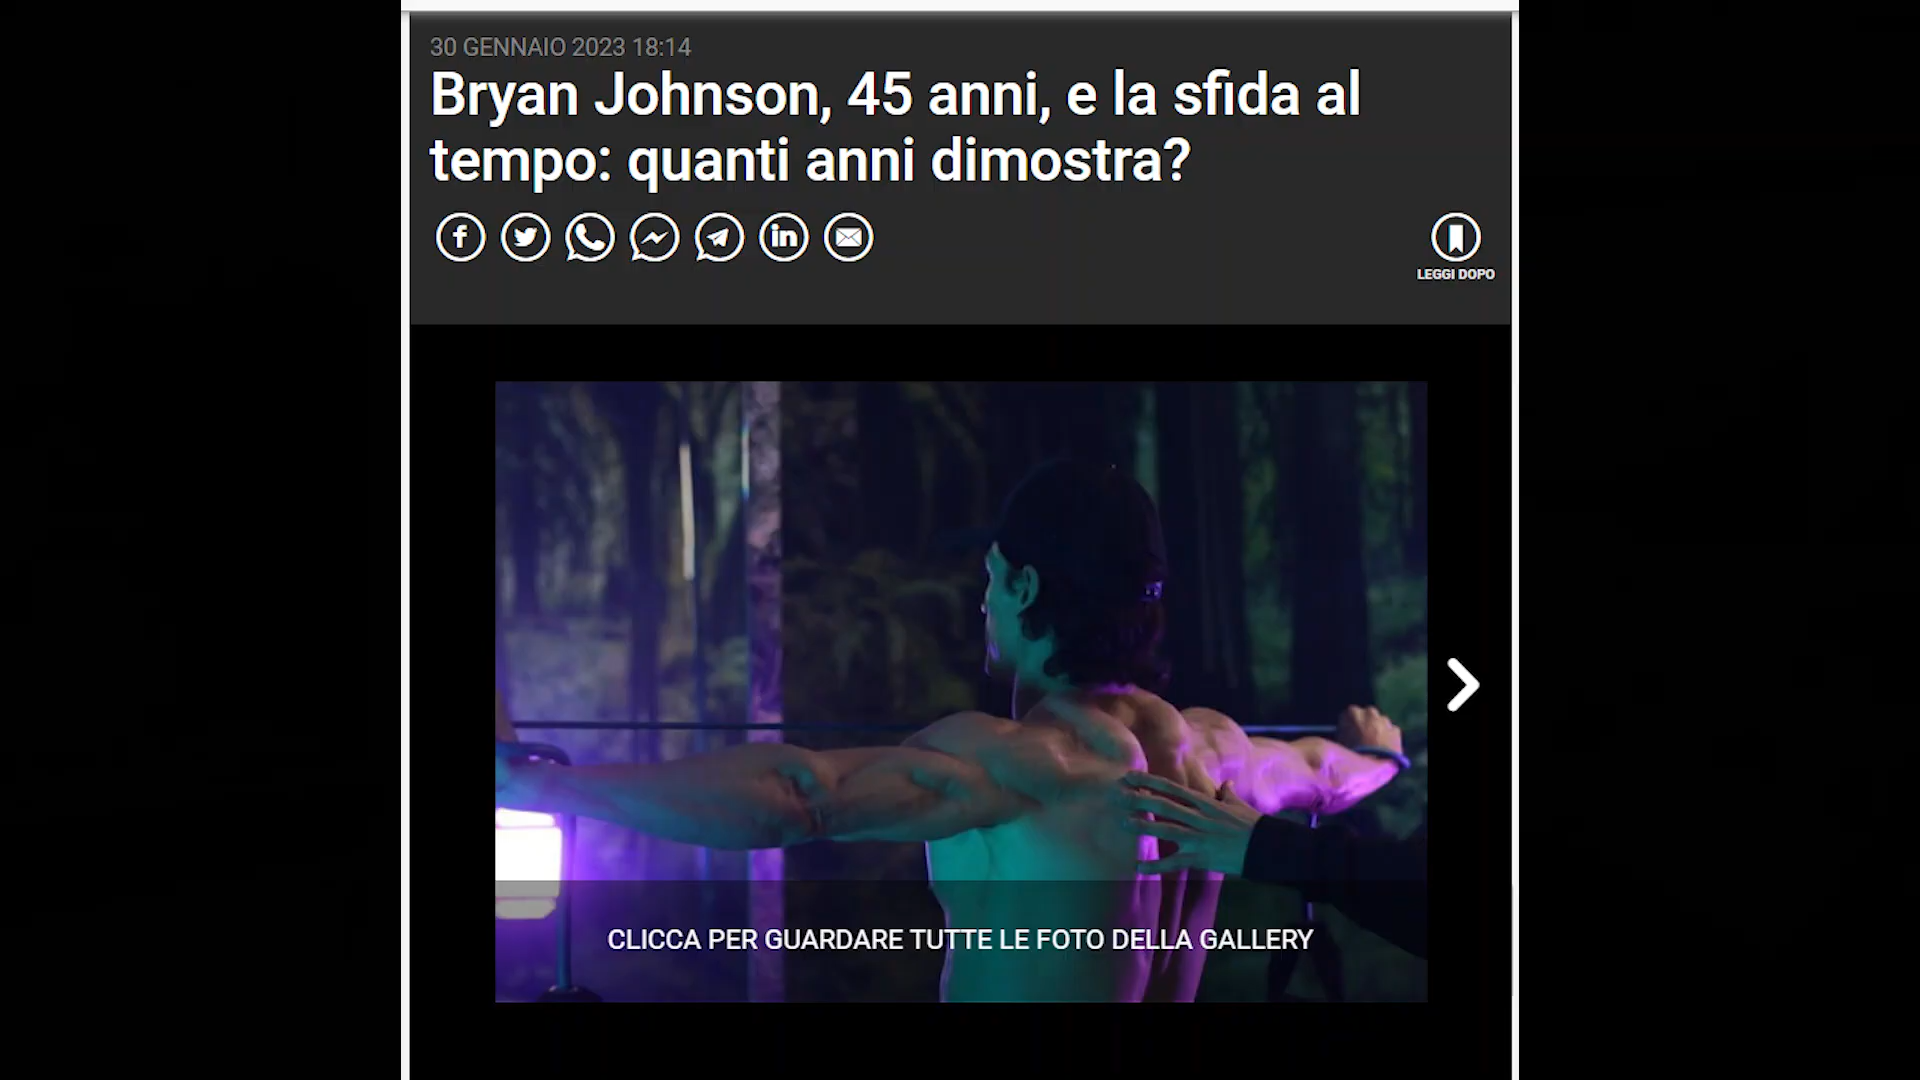 30 GENNAIO 2023 18:14
Bryan Johnson, 45 anni, e la sfida al
tempo: quanti anni dimostra?
LEGGI DOPO
CLICCA PER GUARDARE TUTTE LE FOTO DELLA GALLERY